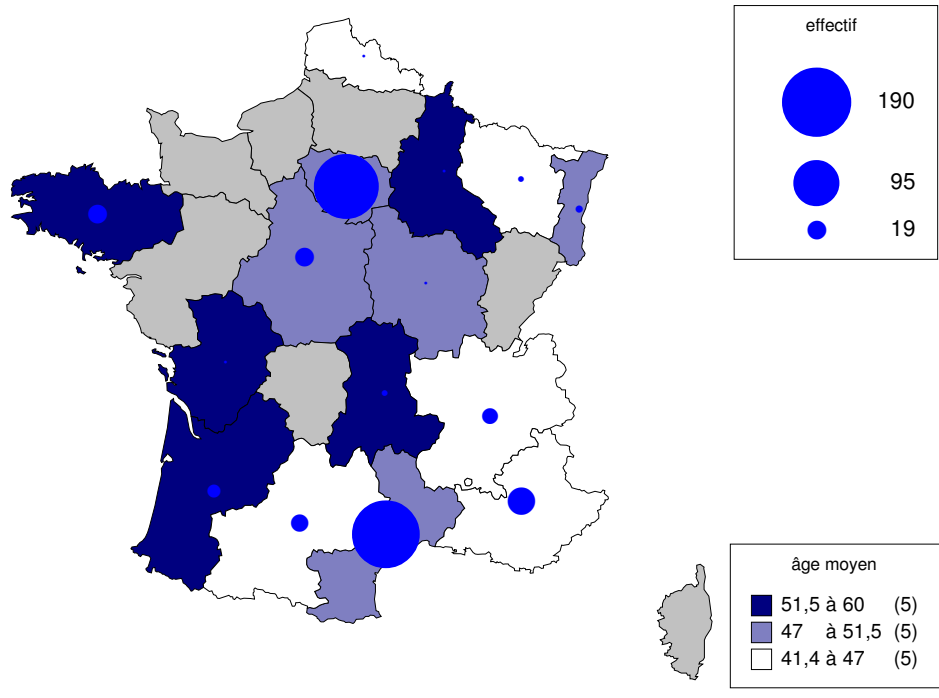 effectif
190
95
19
âge moyen
51,5 à 60 (5)
47 à 51,5 (5)
41,4 à 47 (5)